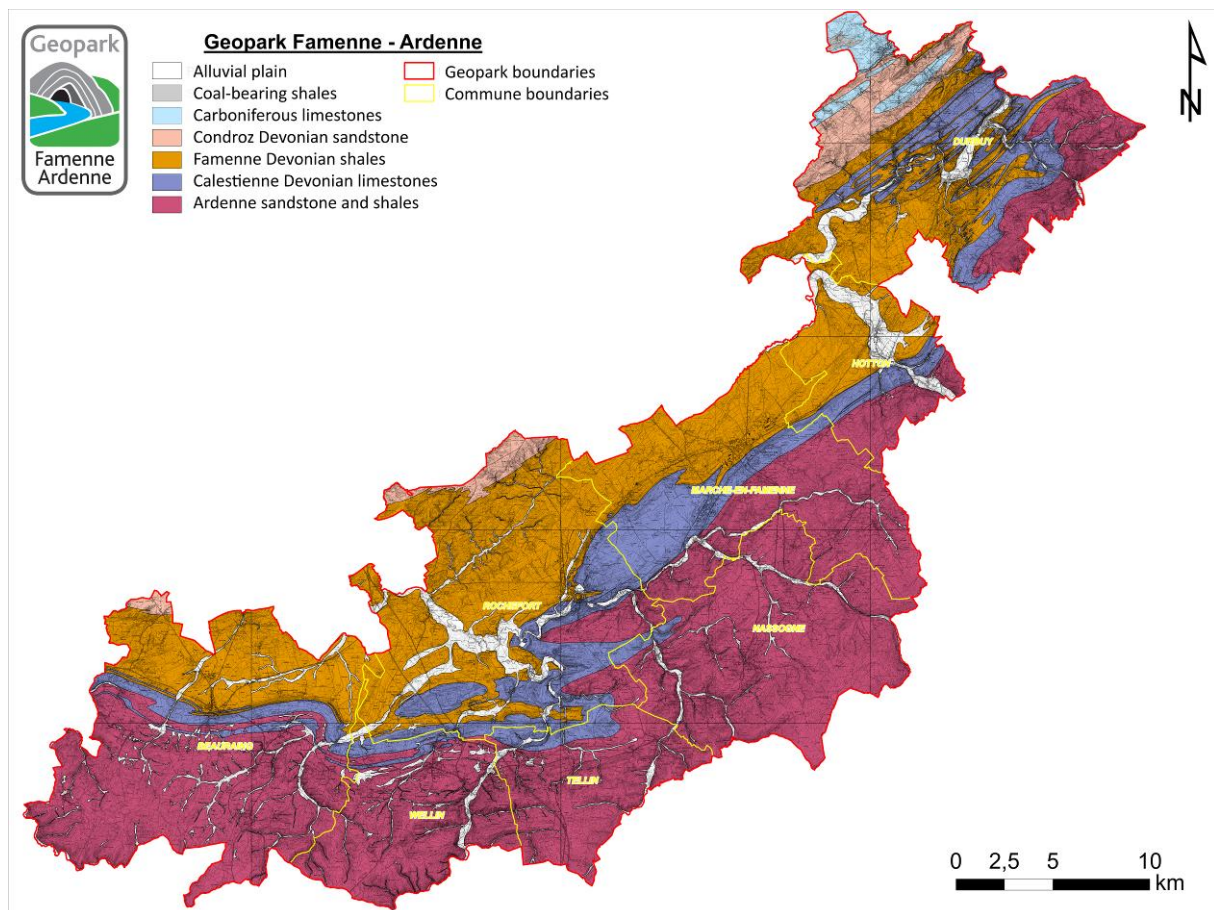 Geopark
Famenne
Ardenne
Geopark Famenne - Ardenne
Alluvial plain
Coal-bearing shales
Carboniferous limestones
Condroz Devonian sandstone
Famenne Devonian shales
Calestienne Devonian limestones
Ardenne sandstone and shales
Geopark boundaries
Commune boundaries
N
DURBUY
HOTTON
MARCHE-EN-FAMENNE
ROCHEFORT
NASSOGNE
BEAURAING
TELLIN
WELLIN
0 2,5 5 10
km